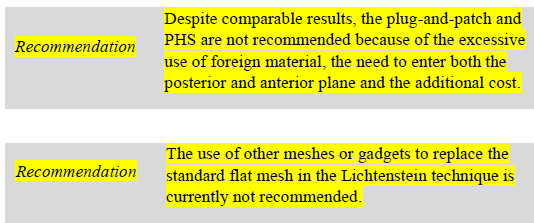 Despite comparable results, the plug-and-patch and
Recommendation PHS are not recommended because of the excessive
use of foreign material, the need to enter both the
posterior and anterior plane and the additional cost.
The use of other meshes or gadgets to replace the
Recommendation standard flat mesh in the Lichtenstein technique is
currently not recommended.